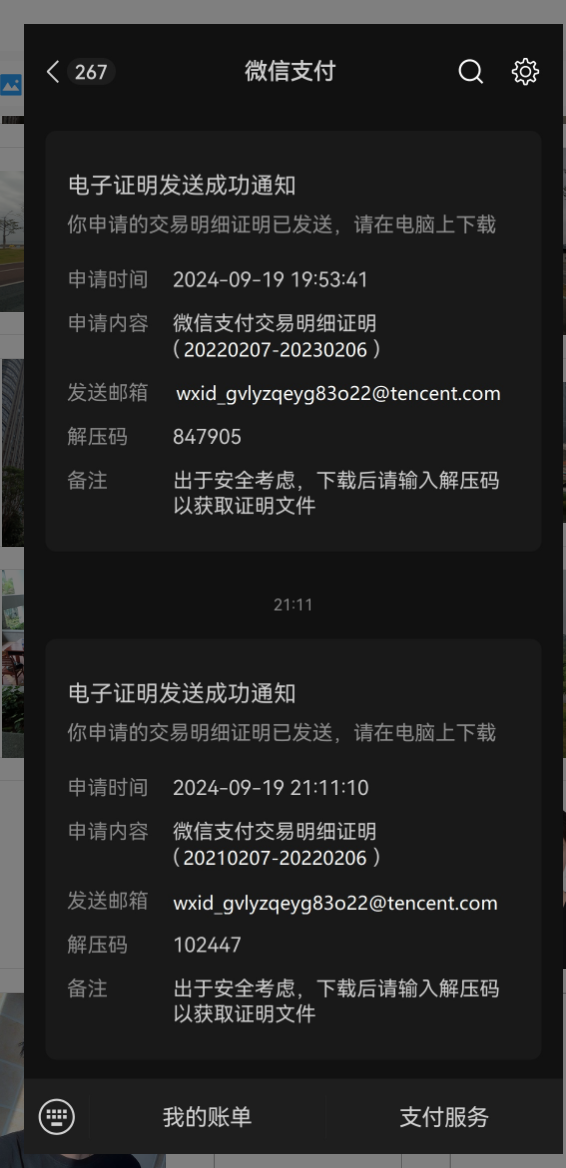 267
微信支付
电子证明发送成功通知
你申请的交易明细证明已发送，请在电脑上下载
申请时间 2024-09-19 19:53:41
申请内容 微信支付交易明细证明
（20220207-20230206 ）
发送邮箱 wxid_gvlyzqeyg83o22@tencent.com
解压码 847905
备注 出于安全考虑，下载后请输入解压码
以获取证明文件
21:11
电子证明发送成功通知
你申请的交易明细证明已发送，请在电脑上下载
申请时间 2024-09-19 21:11:10
申请内容 微信支付交易明细证明
（20210207-20220206 ）
发送邮箱 wxid_gvlyzqeyg83o22@tencent.com
解压码 102447
备注 出于安全考虑，下载后请输入解压码
以获取证明文件
我的账单 支付服务